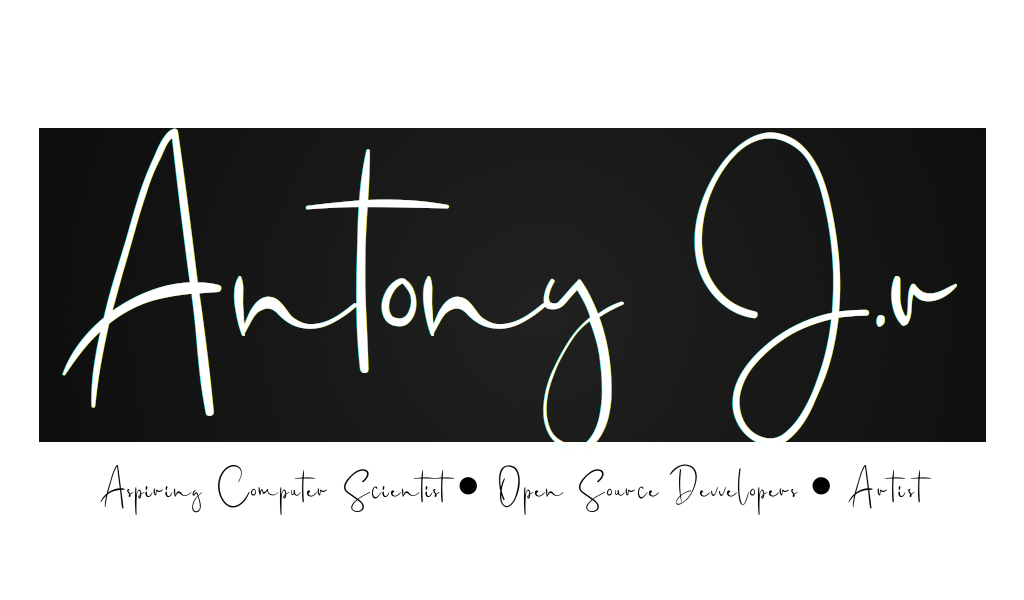 Antony J.r
Aspiring Computer Scientist ● Open Source Devvelopers ● Artist